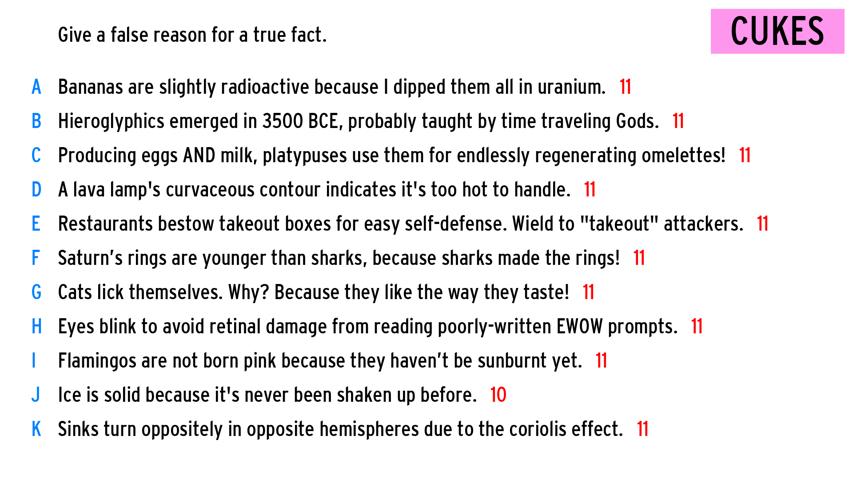 Give a false reason for a true fact.
CUKES
A Bananas are slightly radioactive because I dipped them all in uranium. 11
B Hieroglyphics emerged in 3500 BCE, probably taught by time traveling Gods. 11
C Producing eggs AND milk, platypuses use them for endlessly regenerating omelettes! 11
D A lava lamp's curvaceous contour indicates it's too hot to handle. 11
E Restaurants bestow takeout boxes for easy self-defense. Wield to "takeout" attackers. 11
F Saturn’s rings are younger than sharks, because sharks made the rings! 11
G Cats lick themselves. Why? Because they like the way they taste! 11
H Eyes blink to avoid retinal damage from reading poorly-written EWOW prompts. 11
I Flamingos are not born pink because they haven’t be sunburnt yet. 11
J Ice is solid because it's never been shaken up before. 10
K Sinks turn oppositely in opposite hemispheres due to the coriolis effect. 11